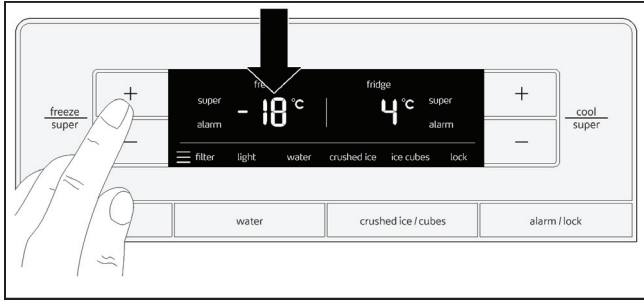 fre
fridge
super
- 18 °C
4 °C
super
alarm
alarm
filter
light
water
crushed ice
ice cubes
lock
freeze
super
+
−
+
−
cool
super
water
crushed ice / cubes
alarm / lock